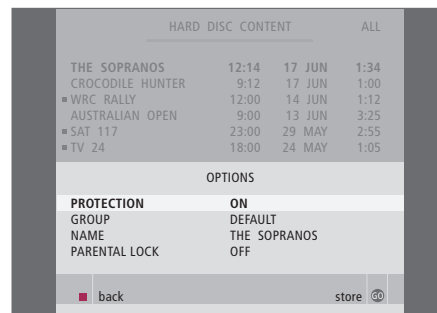 HARD DISC CONTENT ALL
THE SOPRANOS 12:14 17 JUN 1:34
CROCODILE HUNTER 9:12 17 JUN 1:00
WRC RALLY 12:00 14 JUN 1:12
AUSTRALIAN OPEN 9:00 13 JUN 3:25
SAT 117 23:00 29 MAY 2:55
TV 24 18:00 24 MAY 1:05
OPTIONS
PROTECTION ON
GROUP DEFAULT
NAME THE SOPRANOS
PARENTAL LOCK OFF
back store GO